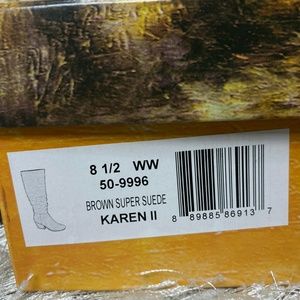 8 1/2 WW
50-9996
BROWN SUPER SUEDE
KAREN II
8 89885 86913 7